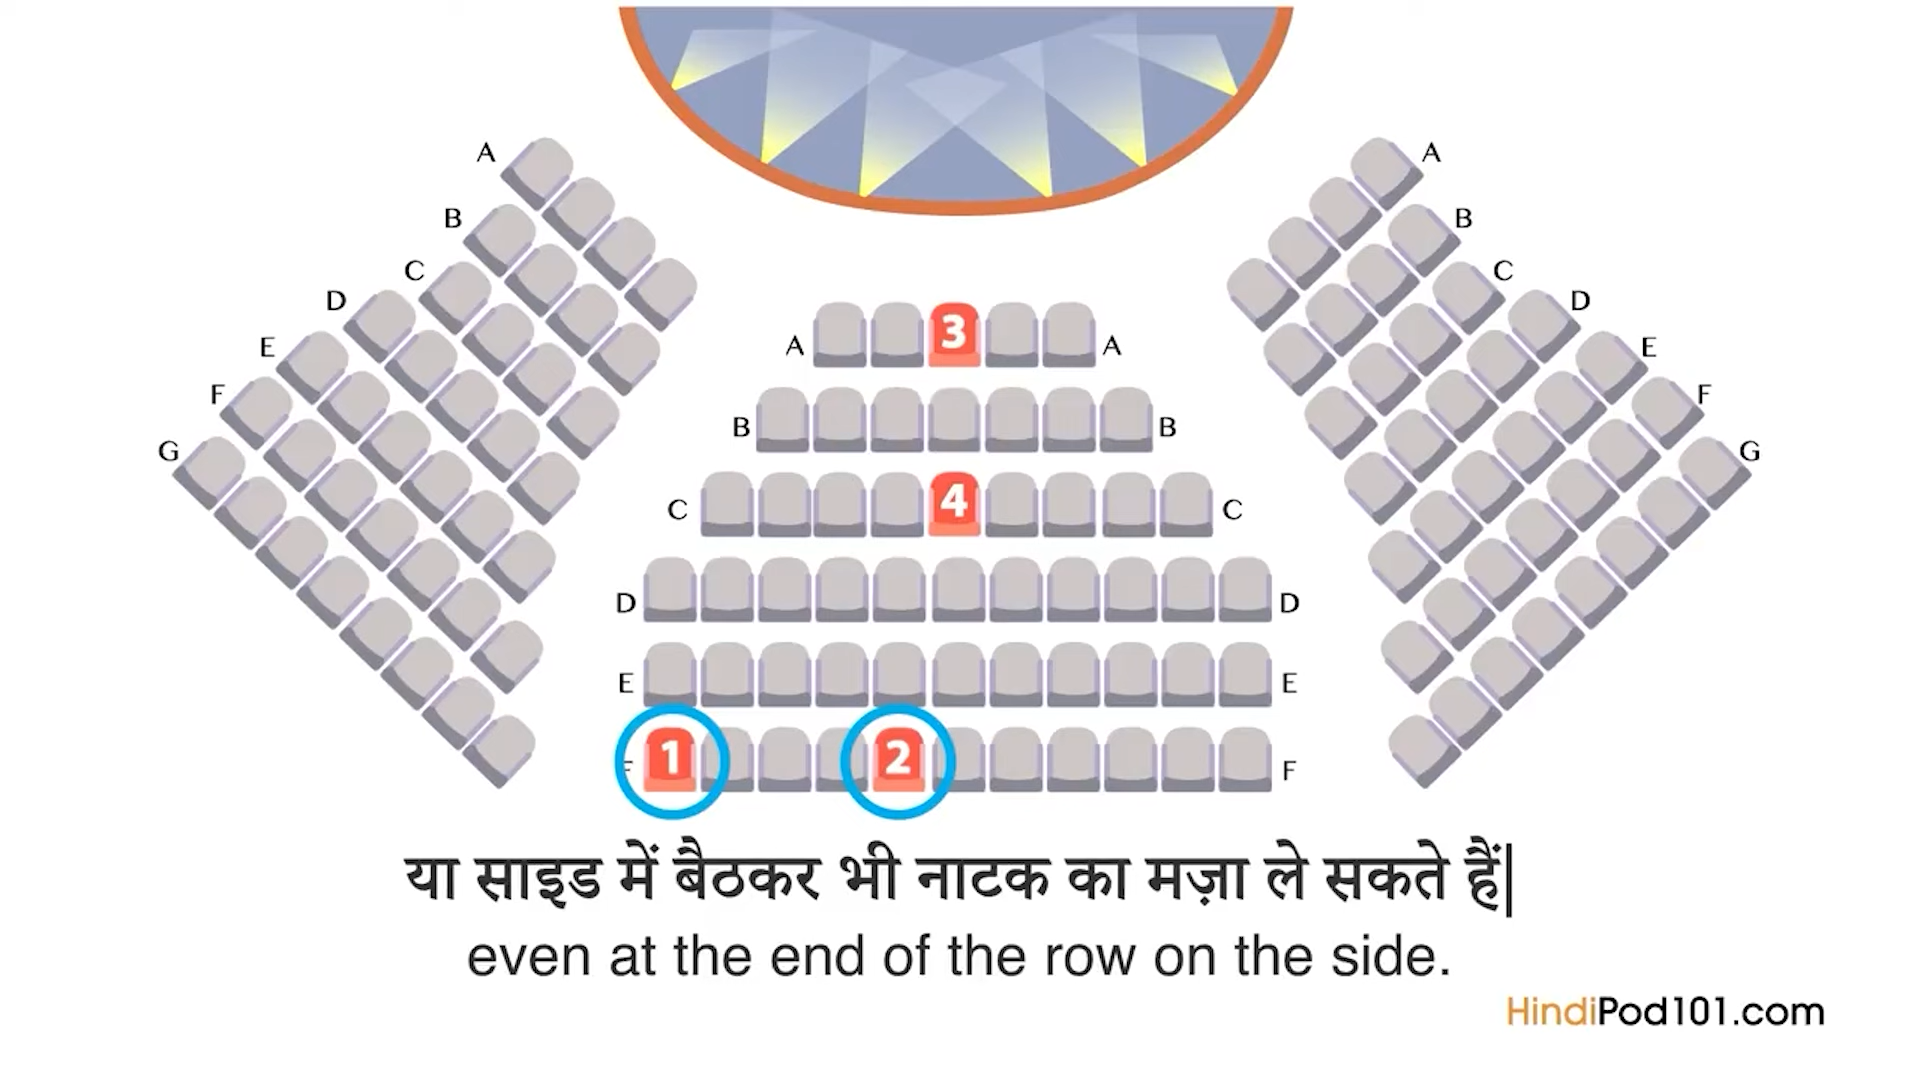 A
A
B
B
C
C
D
D
E
E
F
F
G
G
A 3 A
B B
C 4 C
D D
E E
F 1 2 F
या साइड में बैठकर भी नाटक का मज़ा ले सकते हैं|
even at the end of the row on the side.
HindiPod101.com